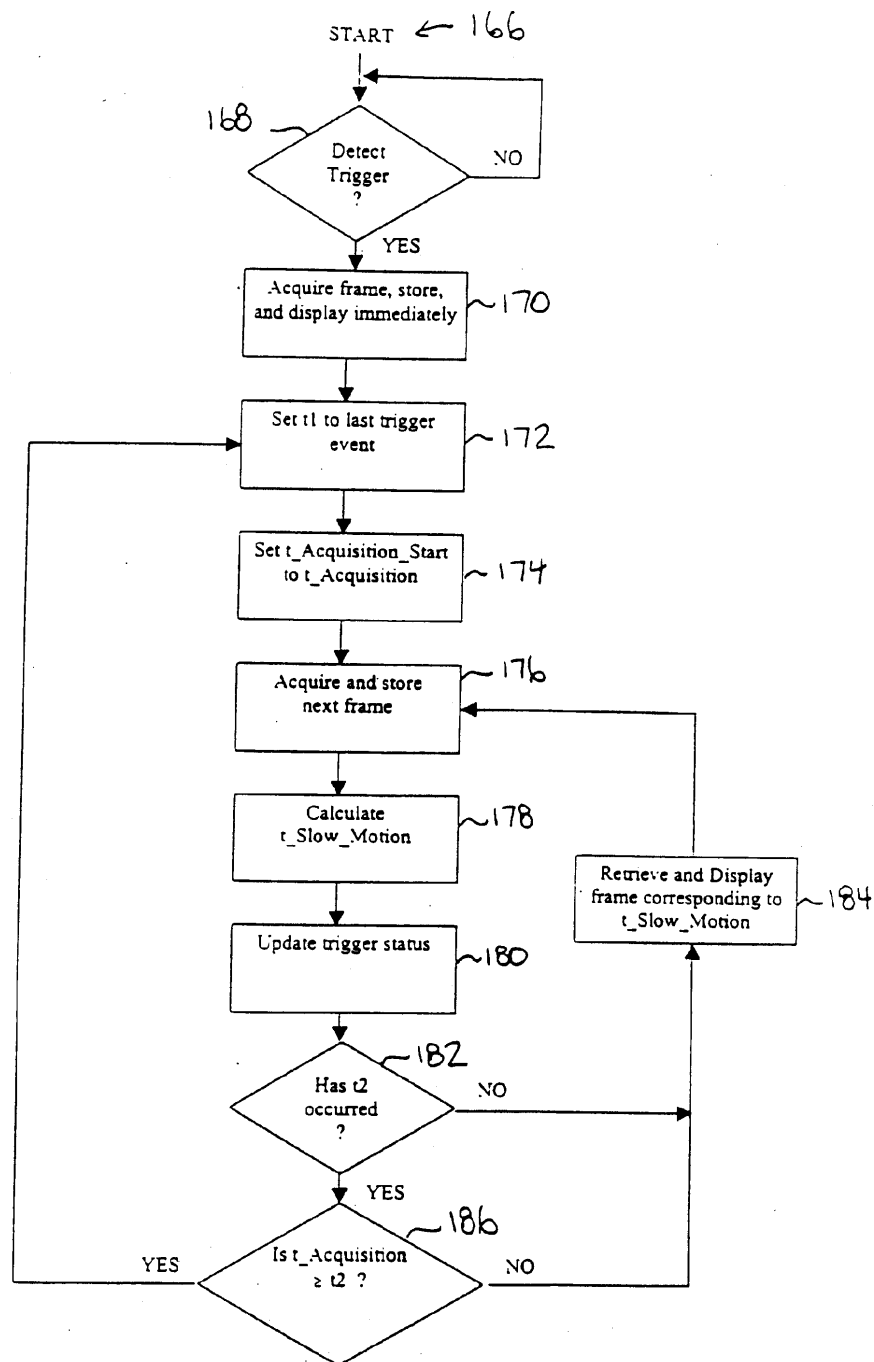 START ← 166
168
Detect
Trigger
?
NO
YES
Acquire frame, store,
and display immediately
170
Set t1 to last trigger
event
172
Set t_Acquisition_Start
to t_Acquisition
174
176
Acquire and store
next frame
Calculate
t_Slow_Motion
178
Retrieve and Display
frame corresponding to
t_Slow_Motion
184
Update trigger status
180
182
Has t2
occurred
?
NO
YES
186
Is t_Acquisition
≥ t2 ?
YES
NO